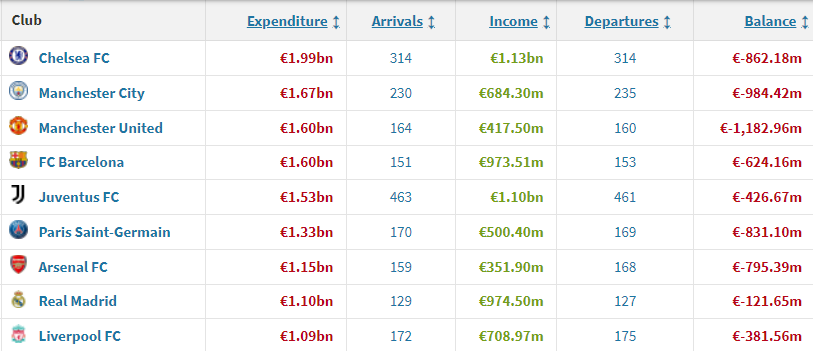 Club Expenditure Arrivals Income Departures Balance
Chelsea FC €1.99bn 314 €1.13bn 314 €-862.18m
Manchester City €1.67bn 230 €684.30m 235 €-984.42m
Manchester United €1.60bn 164 €417.50m 160 €-1,182.96m
FC Barcelona €1.60bn 151 €973.51m 153 €-624.16m
Juventus FC €1.53bn 463 €1.10bn 461 €-426.67m
Paris Saint-Germain €1.33bn 170 €500.40m 169 €-831.10m
Arsenal FC €1.15bn 159 €351.90m 168 €-795.39m
Real Madrid €1.10bn 129 €974.50m 127 €-121.65m
Liverpool FC €1.09bn 172 €708.97m 175 €-381.56m